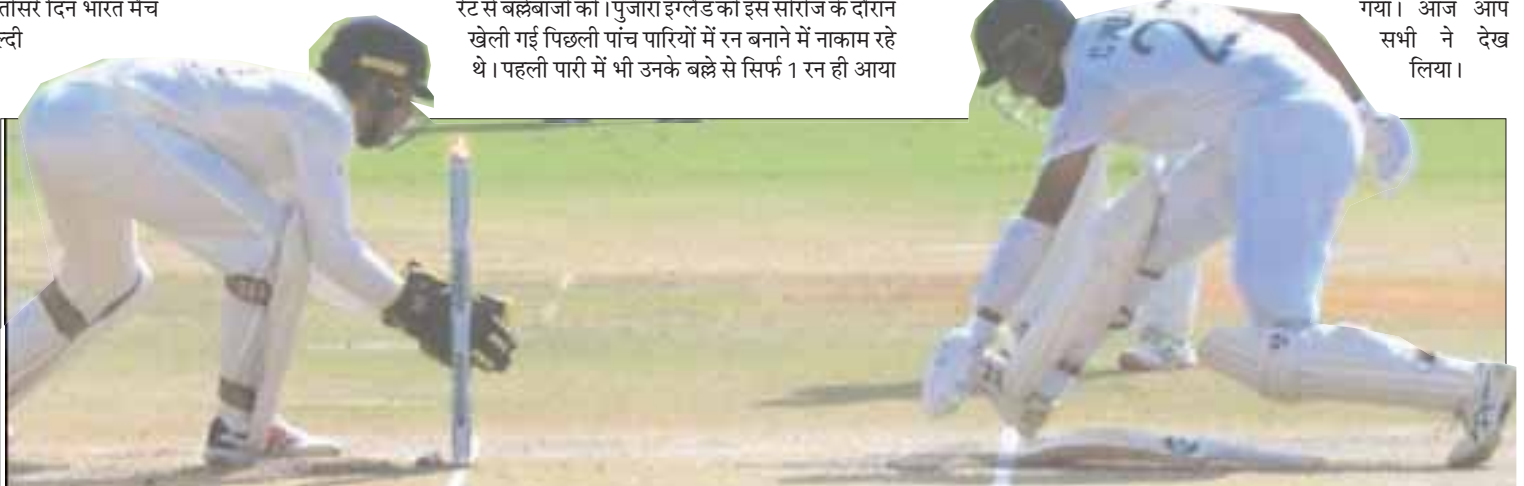 तीसरे दिन भारत मैच
ल्दी
रेट से बल्लेबाजी की। पुजारा इंग्लैंड की इस सीरीज के दौरान
खेली गई पिछली पांच पारियों में रन बनाने में नाकाम रहे
थे। पहली पारी में भी उनके बल्ले से सिर्फ 1 रन ही आया
गया। आज आप
सभी ने देख
लिया।
2